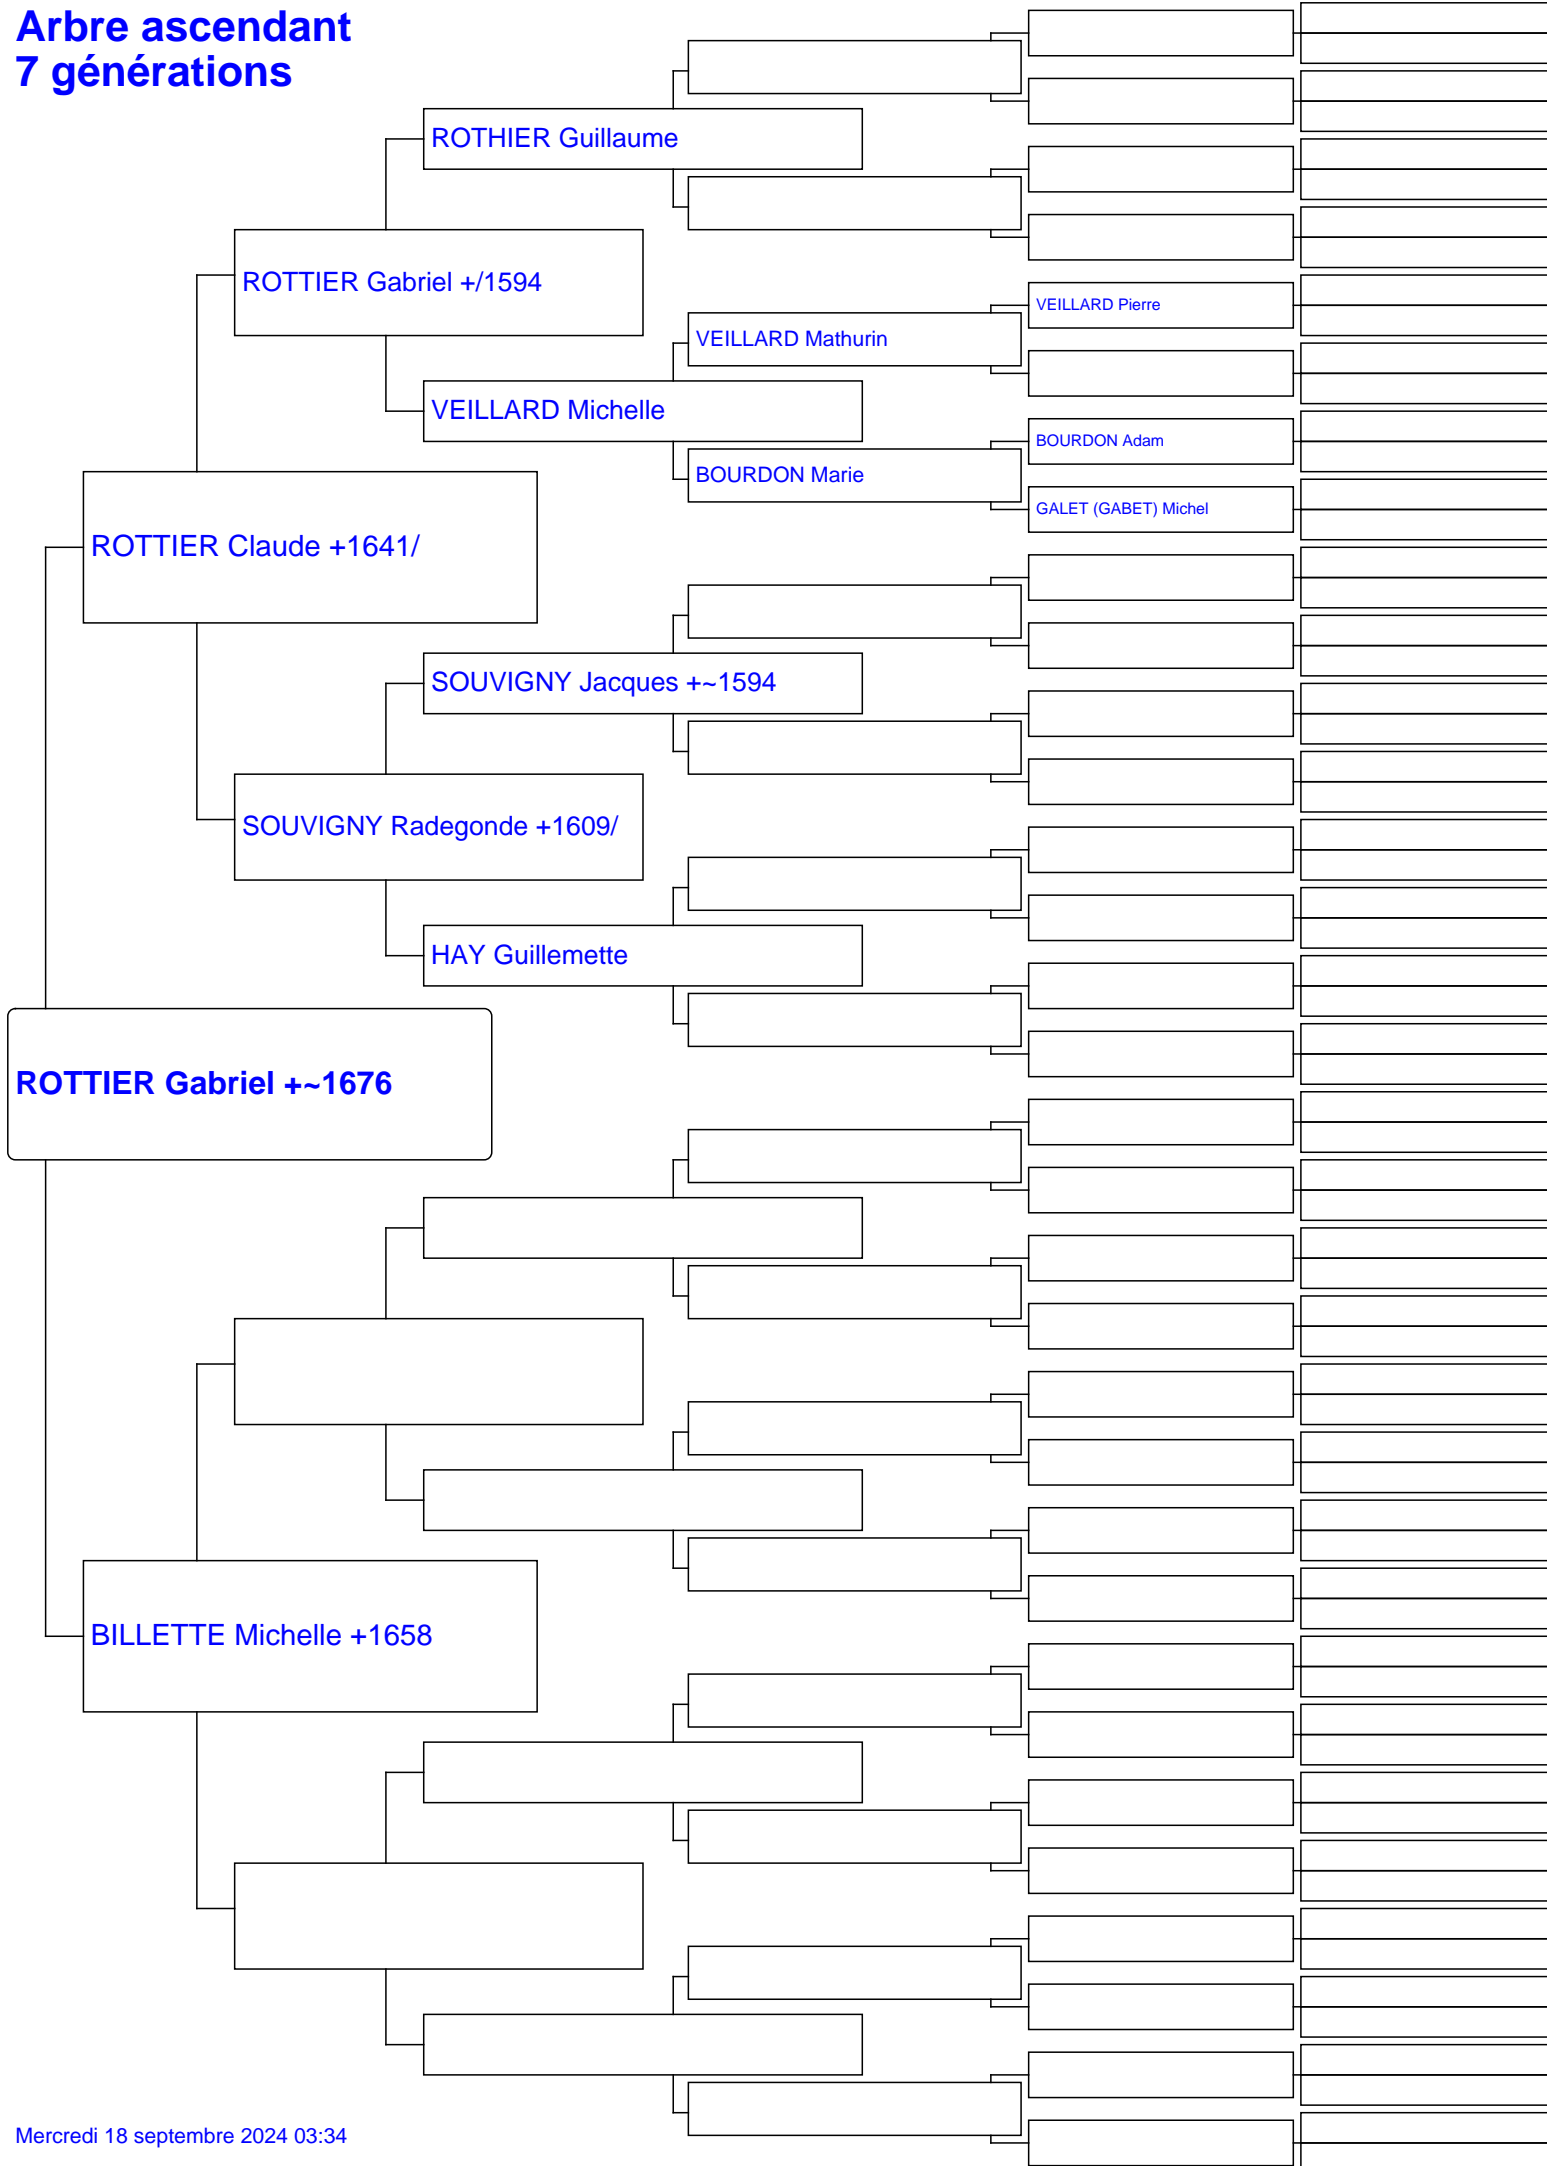 Arbre ascendant
7 générations
ROTHIER Guillaume
ROTTIER Gabriel +/1594
VEILLARD Pierre
VEILLARD Mathurin
VEILLARD Michelle
BOURDON Adam
BOURDON Marie
GALET (GABET) Michel
ROTTIER Claude +1641/
SOUVIGNY Jacques +~1594
SOUVIGNY Radegonde +1609/
HAY Guillemette
ROTTIER Gabriel +~1676
BILLETTE Michelle +1658
Mercredi 18 septembre 2024 03:34